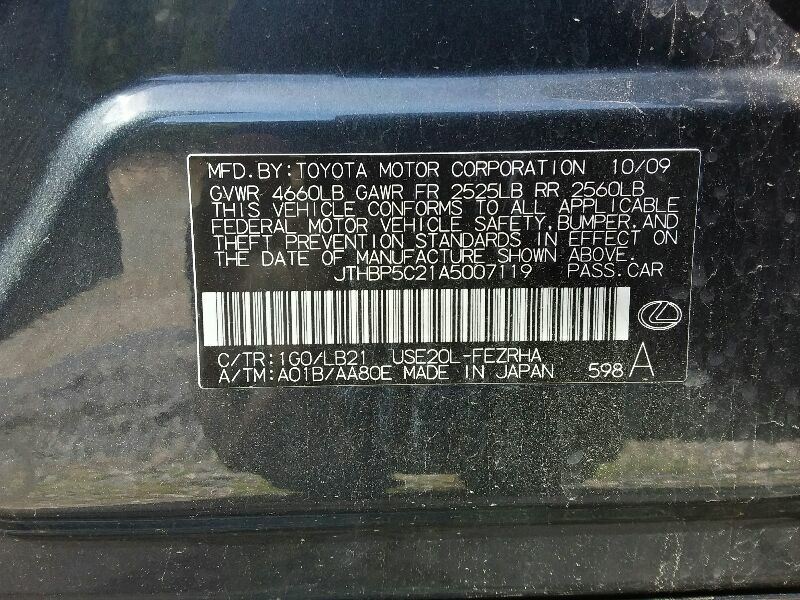 MFD.BY:TOYOTA MOTOR CORPORATION 10/09
GVWR 4660LB GAWR FR 2525LB RR 2560LB
THIS VEHICLE CONFORMS TO ALL APPLICABLE
FEDERAL MOTOR VEHICLE SAFETY,BUMPER,AND
THEFT PREVENTION STANDARDS IN EFFECT ON
THE DATE OF MANUFACTURE SHOWN ABOVE.
JTHBP5C21A5007119 PASS.CAR
C/TR:1G0/LB21 USE20L-FEZRHA
A/TM:A01B/AA80E MADE IN JAPAN 598 A